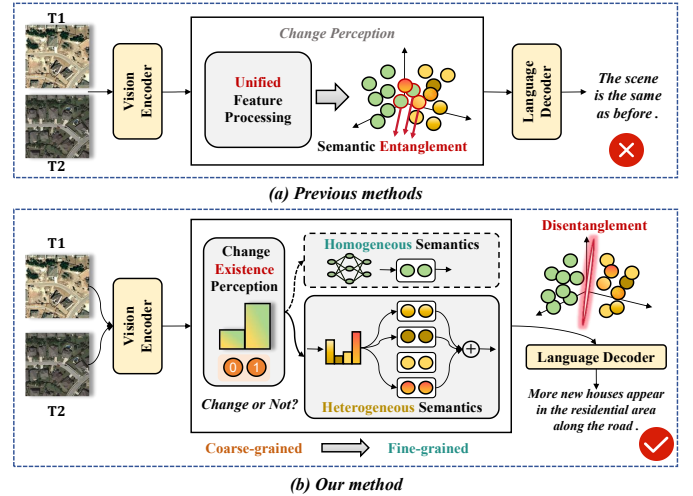 T1
T2
Vision
Encoder
Change Perception
Unified
Feature
Processing
Semantic Entanglement
Language
Decoder
The scene
is the same
as before .
(a) Previous methods
T1
T2
Vision
Encoder
Change
Existence
Perception
0 1
Change or Not?
Homogeneous Semantics
Heterogeneous Semantics
Coarse-grained
Fine-grained
Disentanglement
Language Decoder
More new houses appear
in the residential area
along the road .
(b) Our method